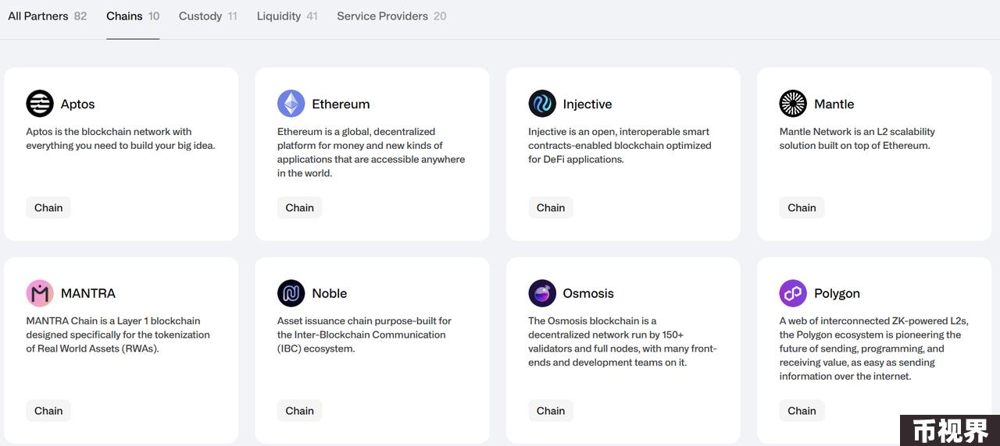 All Partners 82 Chains 10 Custody 11 Liquidity 41 Service Providers 20
Aptos
Aptos is the blockchain network with
everything you need to build your big idea.
Chain
Ethereum
Ethereum is a global, decentralized
platform for money and new kinds of
applications that are accessible anywhere
in the world.
Chain
Injective
Injective is an open, interoperable smart
contracts-enabled blockchain optimized
for DeFi applications.
Chain
Mantle
Mantle Network is an L2 scalability
solution built on top of Ethereum.
Chain
MANTRA
MANTRA Chain is a Layer 1 blockchain
designed specifically for the tokenization
of Real World Assets (RWAs).
Chain
Noble
Asset issuance chain purpose-built for
the Inter-Blockchain Communication
(IBC) ecosystem.
Chain
Osmosis
The Osmosis blockchain is a
decentralized network run by 150+
validators and full nodes, with many front-
ends and development teams on it.
Chain
Polygon
A web of interconnected ZK-powered L2s,
the Polygon ecosystem is pioneering the
future of sending, programming, and
receiving value, as easy as sending
information over the internet.
Chain
币视界